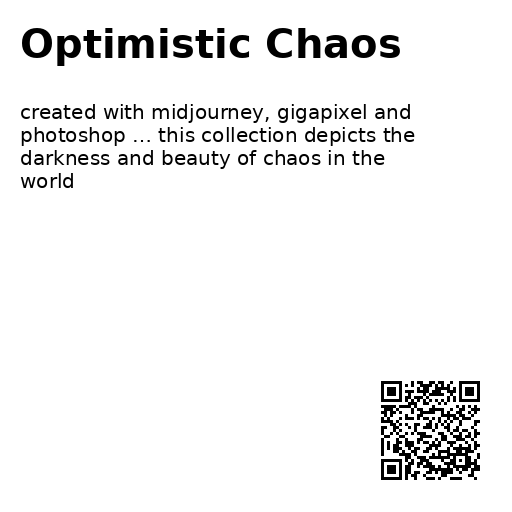 Optimistic Chaos
created with midjourney, gigapixel and
photoshop ... this collection depicts the
darkness and beauty of chaos in the
world